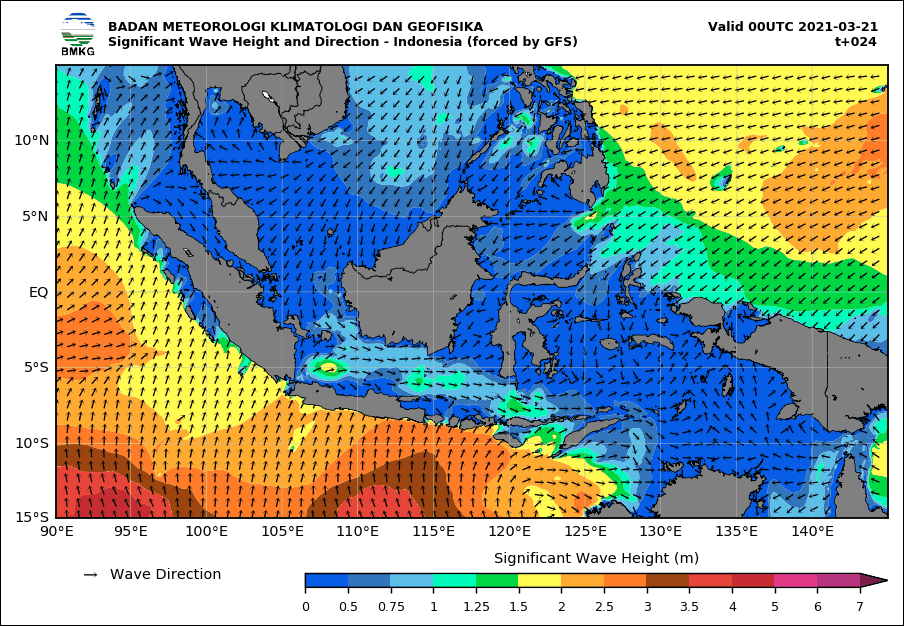 BMKG
BADAN METEOROLOGI KLIMATOLOGI DAN GEOFISIKA
Significant Wave Height and Direction - Indonesia (forced by GFS)
Valid 00UTC 2021-03-21
t+024
10°N
5°N
EQ
5°S
10°S
15°S
90°E 95°E 100°E 105°E 110°E 115°E 120°E 125°E 130°E 135°E 140°E
Wave Direction
Significant Wave Height (m)
0 0.5 0.75 1 1.25 1.5 2 2.5 3 3.5 4 5 6 7